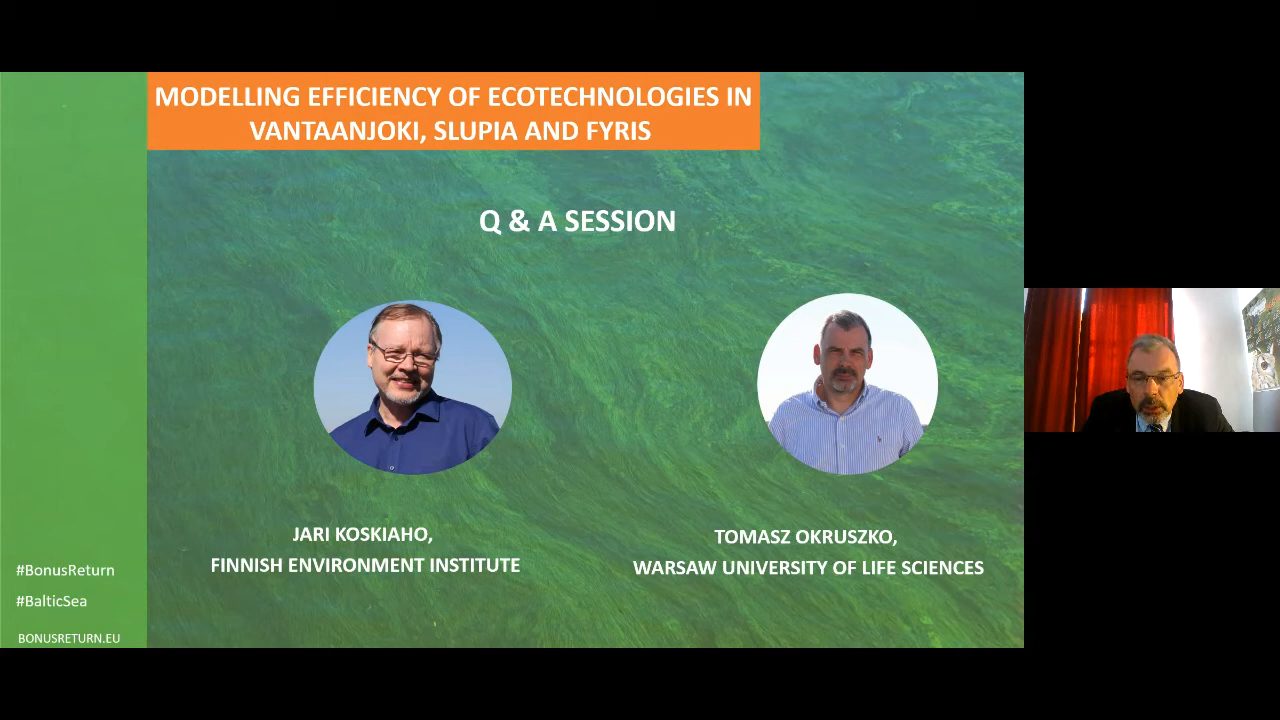 MODELLING EFFICIENCY OF ECOTECHNOLOGIES IN
VANTAANJOKI, SLUPIA AND FYRIS
Q & A SESSION
JARI KOSKIAHO,
FINNISH ENVIRONMENT INSTITUTE
TOMASZ OKRUSZKO,
WARSAW UNIVERSITY OF LIFE SCIENCES
#BonusReturn
#BalticSea
BONUSRETURN.EU